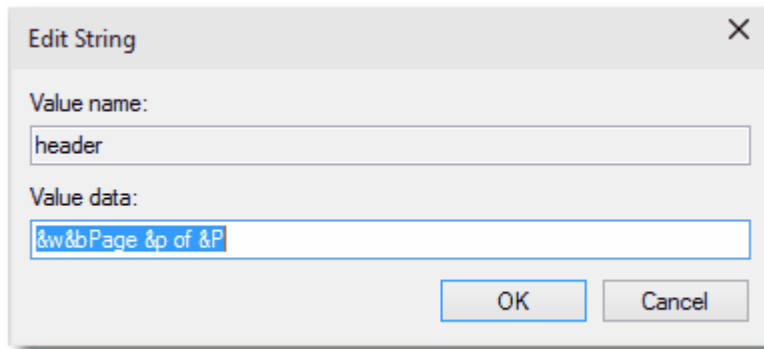 Edit String
Value name:
header
Value data:
&w&bPage &p of &P
OK Cancel